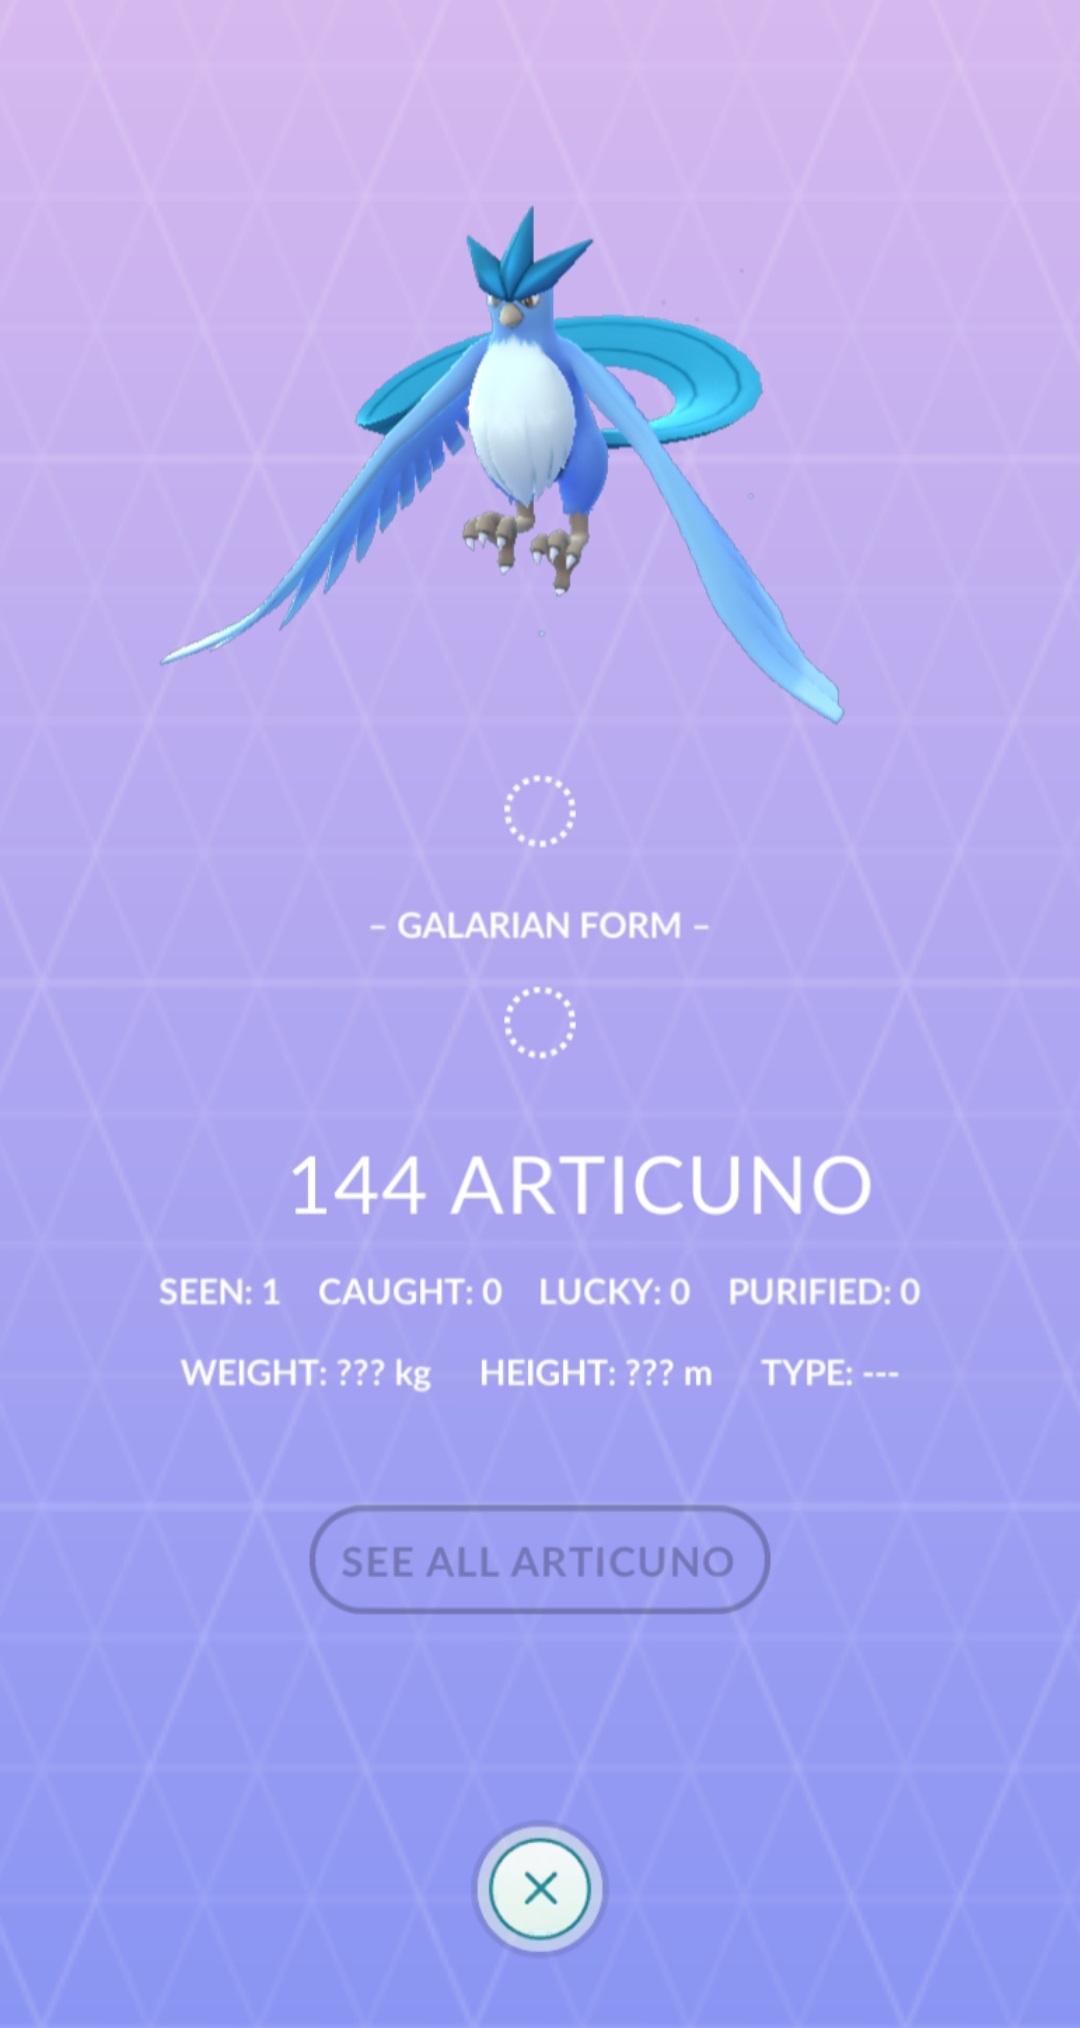 – GALARIAN FORM –
144 ARTICUNO
SEEN: 1 CAUGHT: 0 LUCKY: 0 PURIFIED: 0
WEIGHT: ??? kg HEIGHT: ??? m TYPE: ---
SEE ALL ARTICUNO